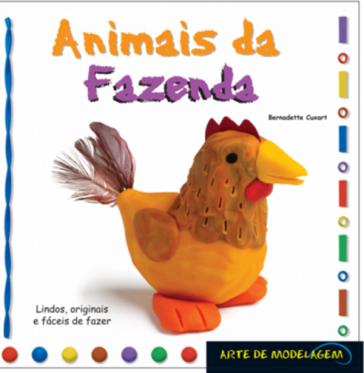 Animais da
Fazenda
Bernadette Cuxart
Lindos, originais
e fáceis de fazer
ARTE DE MODELAGEM